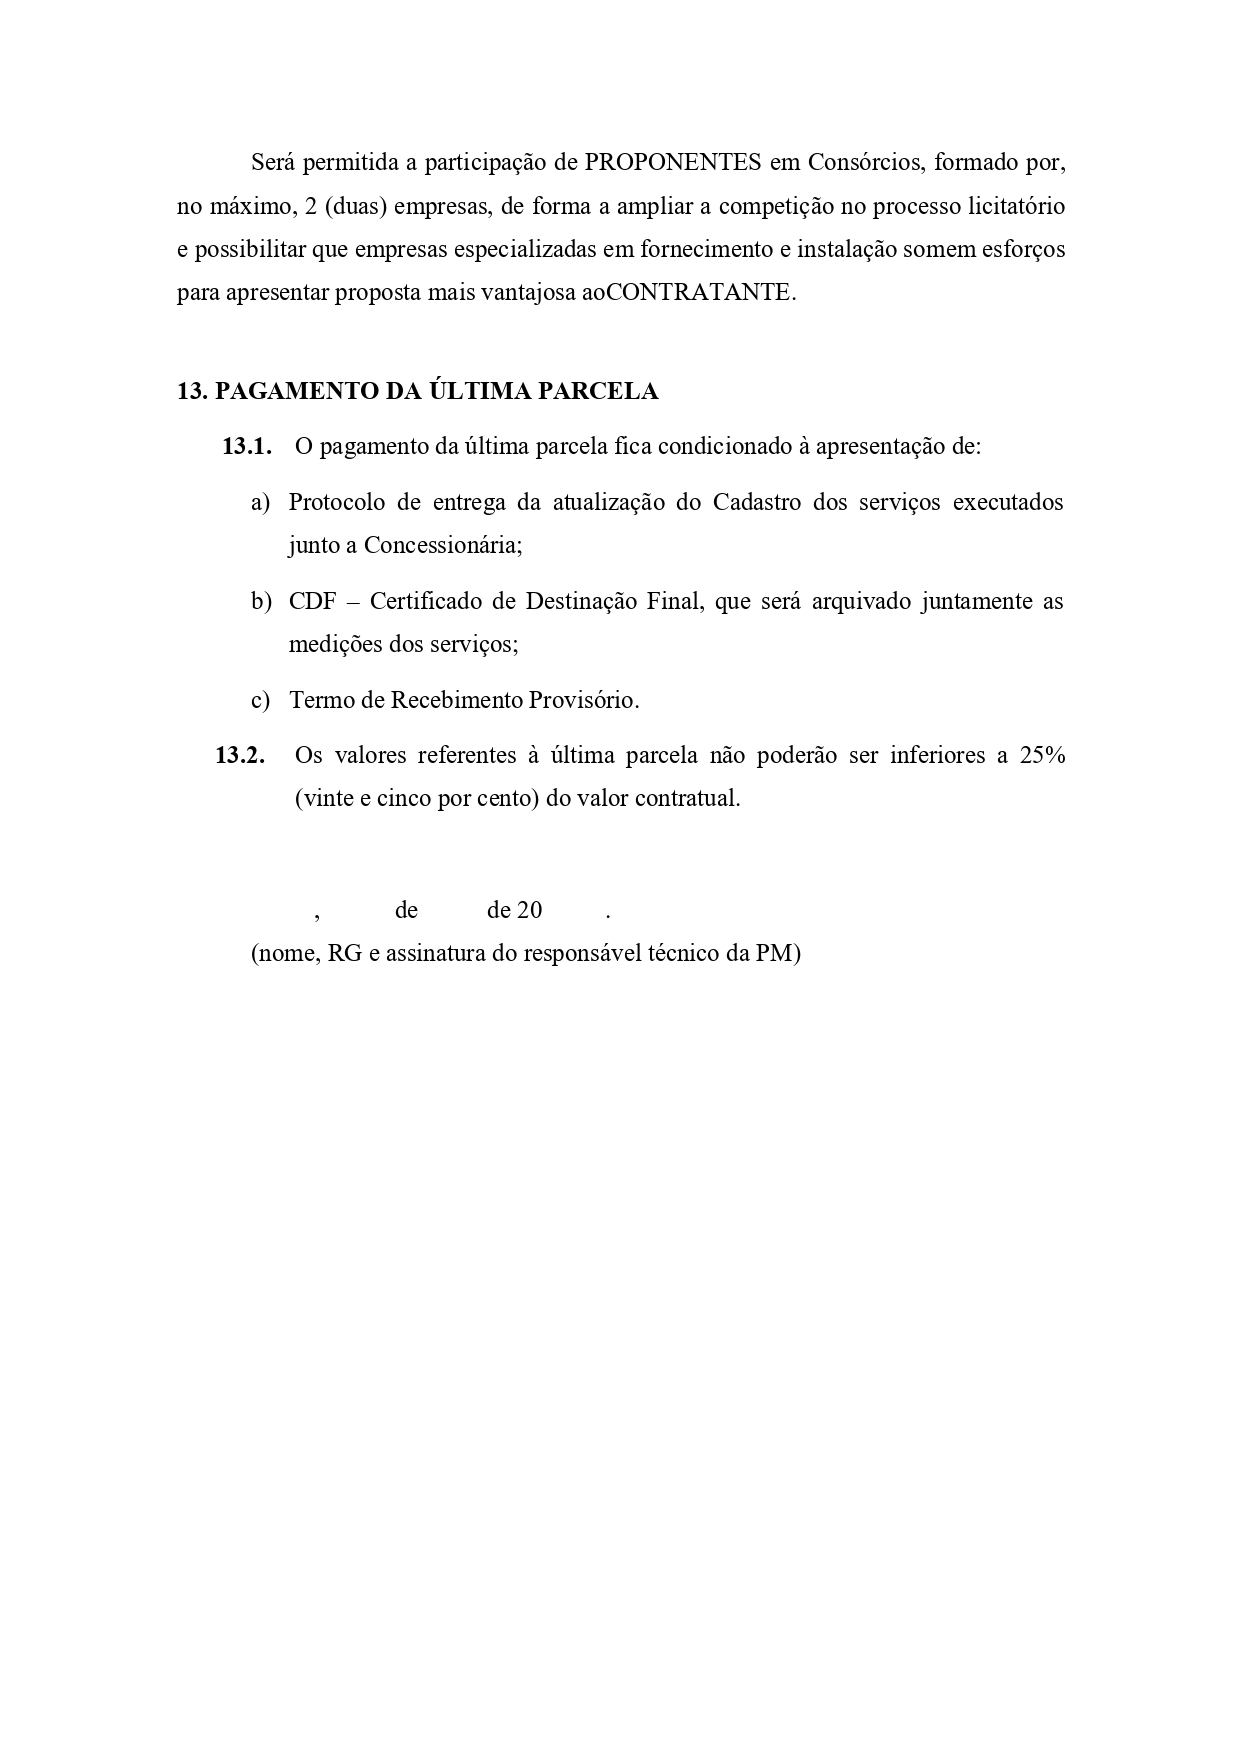 Será permitida a participação de PROPONENTES em Consórcios, formado por,
no máximo, 2 (duas) empresas, de forma a ampliar a competição no processo licitatório
e possibilitar que empresas especializadas em fornecimento e instalação somem esforços
para apresentar proposta mais vantajosa aoCONTRATANTE.
13. PAGAMENTO DA ÚLTIMA PARCELA
13.1. O pagamento da última parcela fica condicionado à apresentação de:
a) Protocolo de entrega da atualização do Cadastro dos serviços executados
junto a Concessionária;
b) CDF – Certificado de Destinação Final, que será arquivado juntamente as
medições dos serviços;
c) Termo de Recebimento Provisório.
13.2. Os valores referentes à última parcela não poderão ser inferiores a 25%
(vinte e cinco por cento) do valor contratual.
, de de 20 .
(nome, RG e assinatura do responsável técnico da PM)